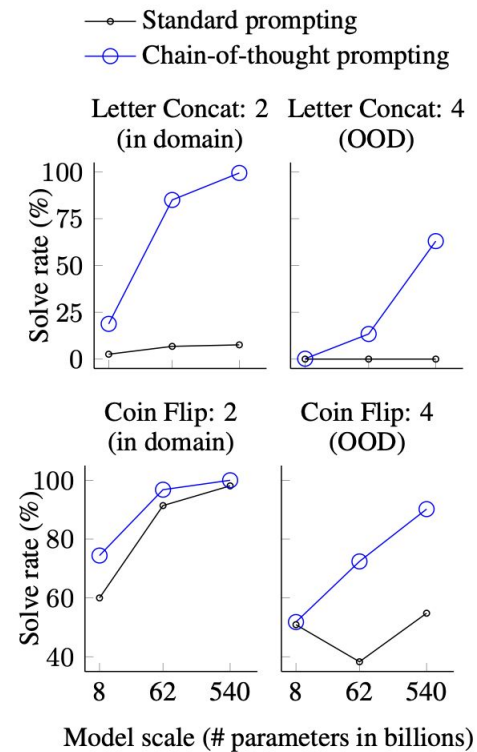 Standard prompting
Chain-of-thought prompting
Letter Concat: 2
(in domain)
Letter Concat: 4
(OOD)
Solve rate (%)
100
75
50
25
0
Coin Flip: 2
(in domain)
Coin Flip: 4
(OOD)
Solve rate (%)
100
80
60
40
8 62 540
8 62 540
Model scale (# parameters in billions)